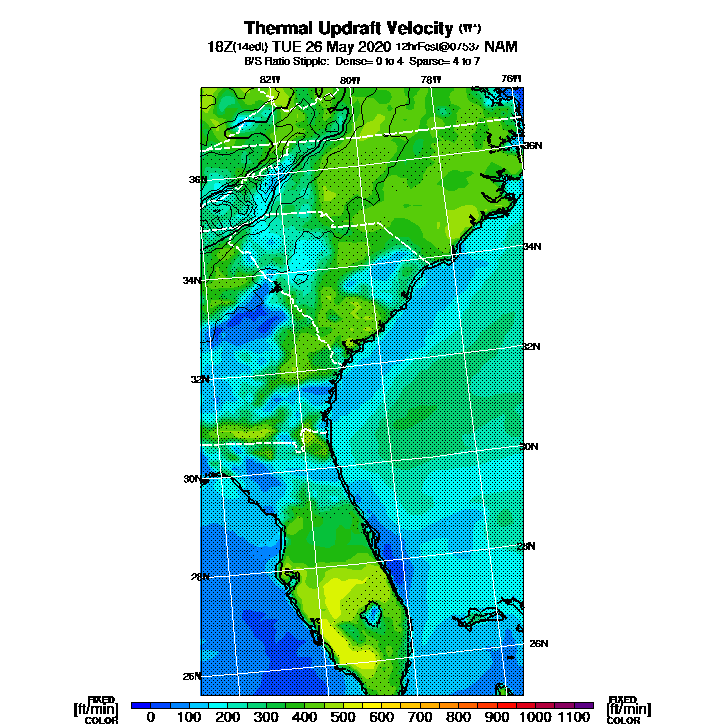 Thermal Updraft Velocity (W*)
18Z(14edt) TUE 26 May 2020 12hrFcst@0753z NAM
B/S Ratio Stipple: Dense= 0 to 4 Sparse= 4 to 7
82W 80W 78W 76W
36N
36N
34N
34N
32N
32N
30N
30N
28N
28N
26N
26N
FIXED FIXED
[ft/min] 0 100 200 300 400 500 600 700 800 900 1000 1100 [ft/min]
COLOR COLOR